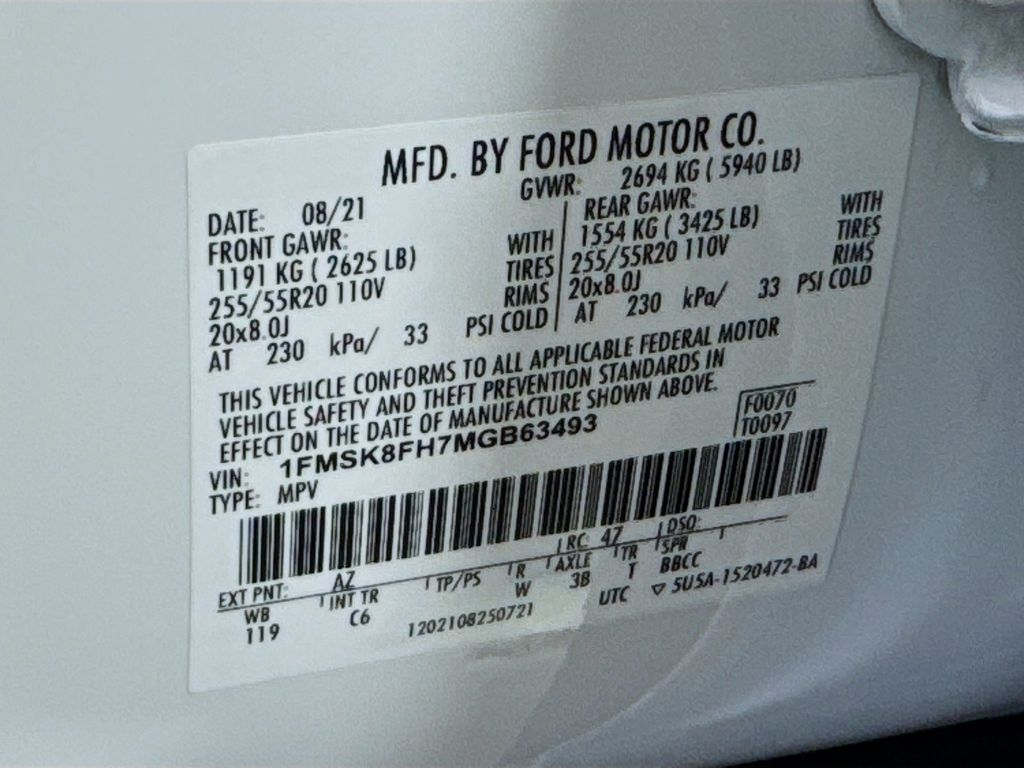 MFD. BY FORD MOTOR CO.
DATE: 08/21 GVWR: 2694 KG ( 5940 LB)
FRONT GAWR: REAR GAWR:
1191 KG ( 2625 LB) WITH 1554 KG ( 3425 LB) WITH
255/55R20 110V TIRES 255/55R20 110V TIRES
20x8.0J RIMS 20x8.0J RIMS
AT 230 kPa/ 33 PSI COLD AT 230 kPa/ 33 PSI COLD
THIS VEHICLE CONFORMS TO ALL APPLICABLE FEDERAL MOTOR
VEHICLE SAFETY AND THEFT PREVENTION STANDARDS IN
EFFECT ON THE DATE OF MANUFACTURE SHOWN ABOVE.
VIN: 1FMSK8FH7MGB63493 F0070
TYPE: MPV T0097
EXT PNT: AZ RC: 47 DSO:
WB INT TR TP/PS R AXLE TR SPR
119 C6 W 3B T BBCC
1202108250721 UTC ▽ 5U5A-1520472-BA